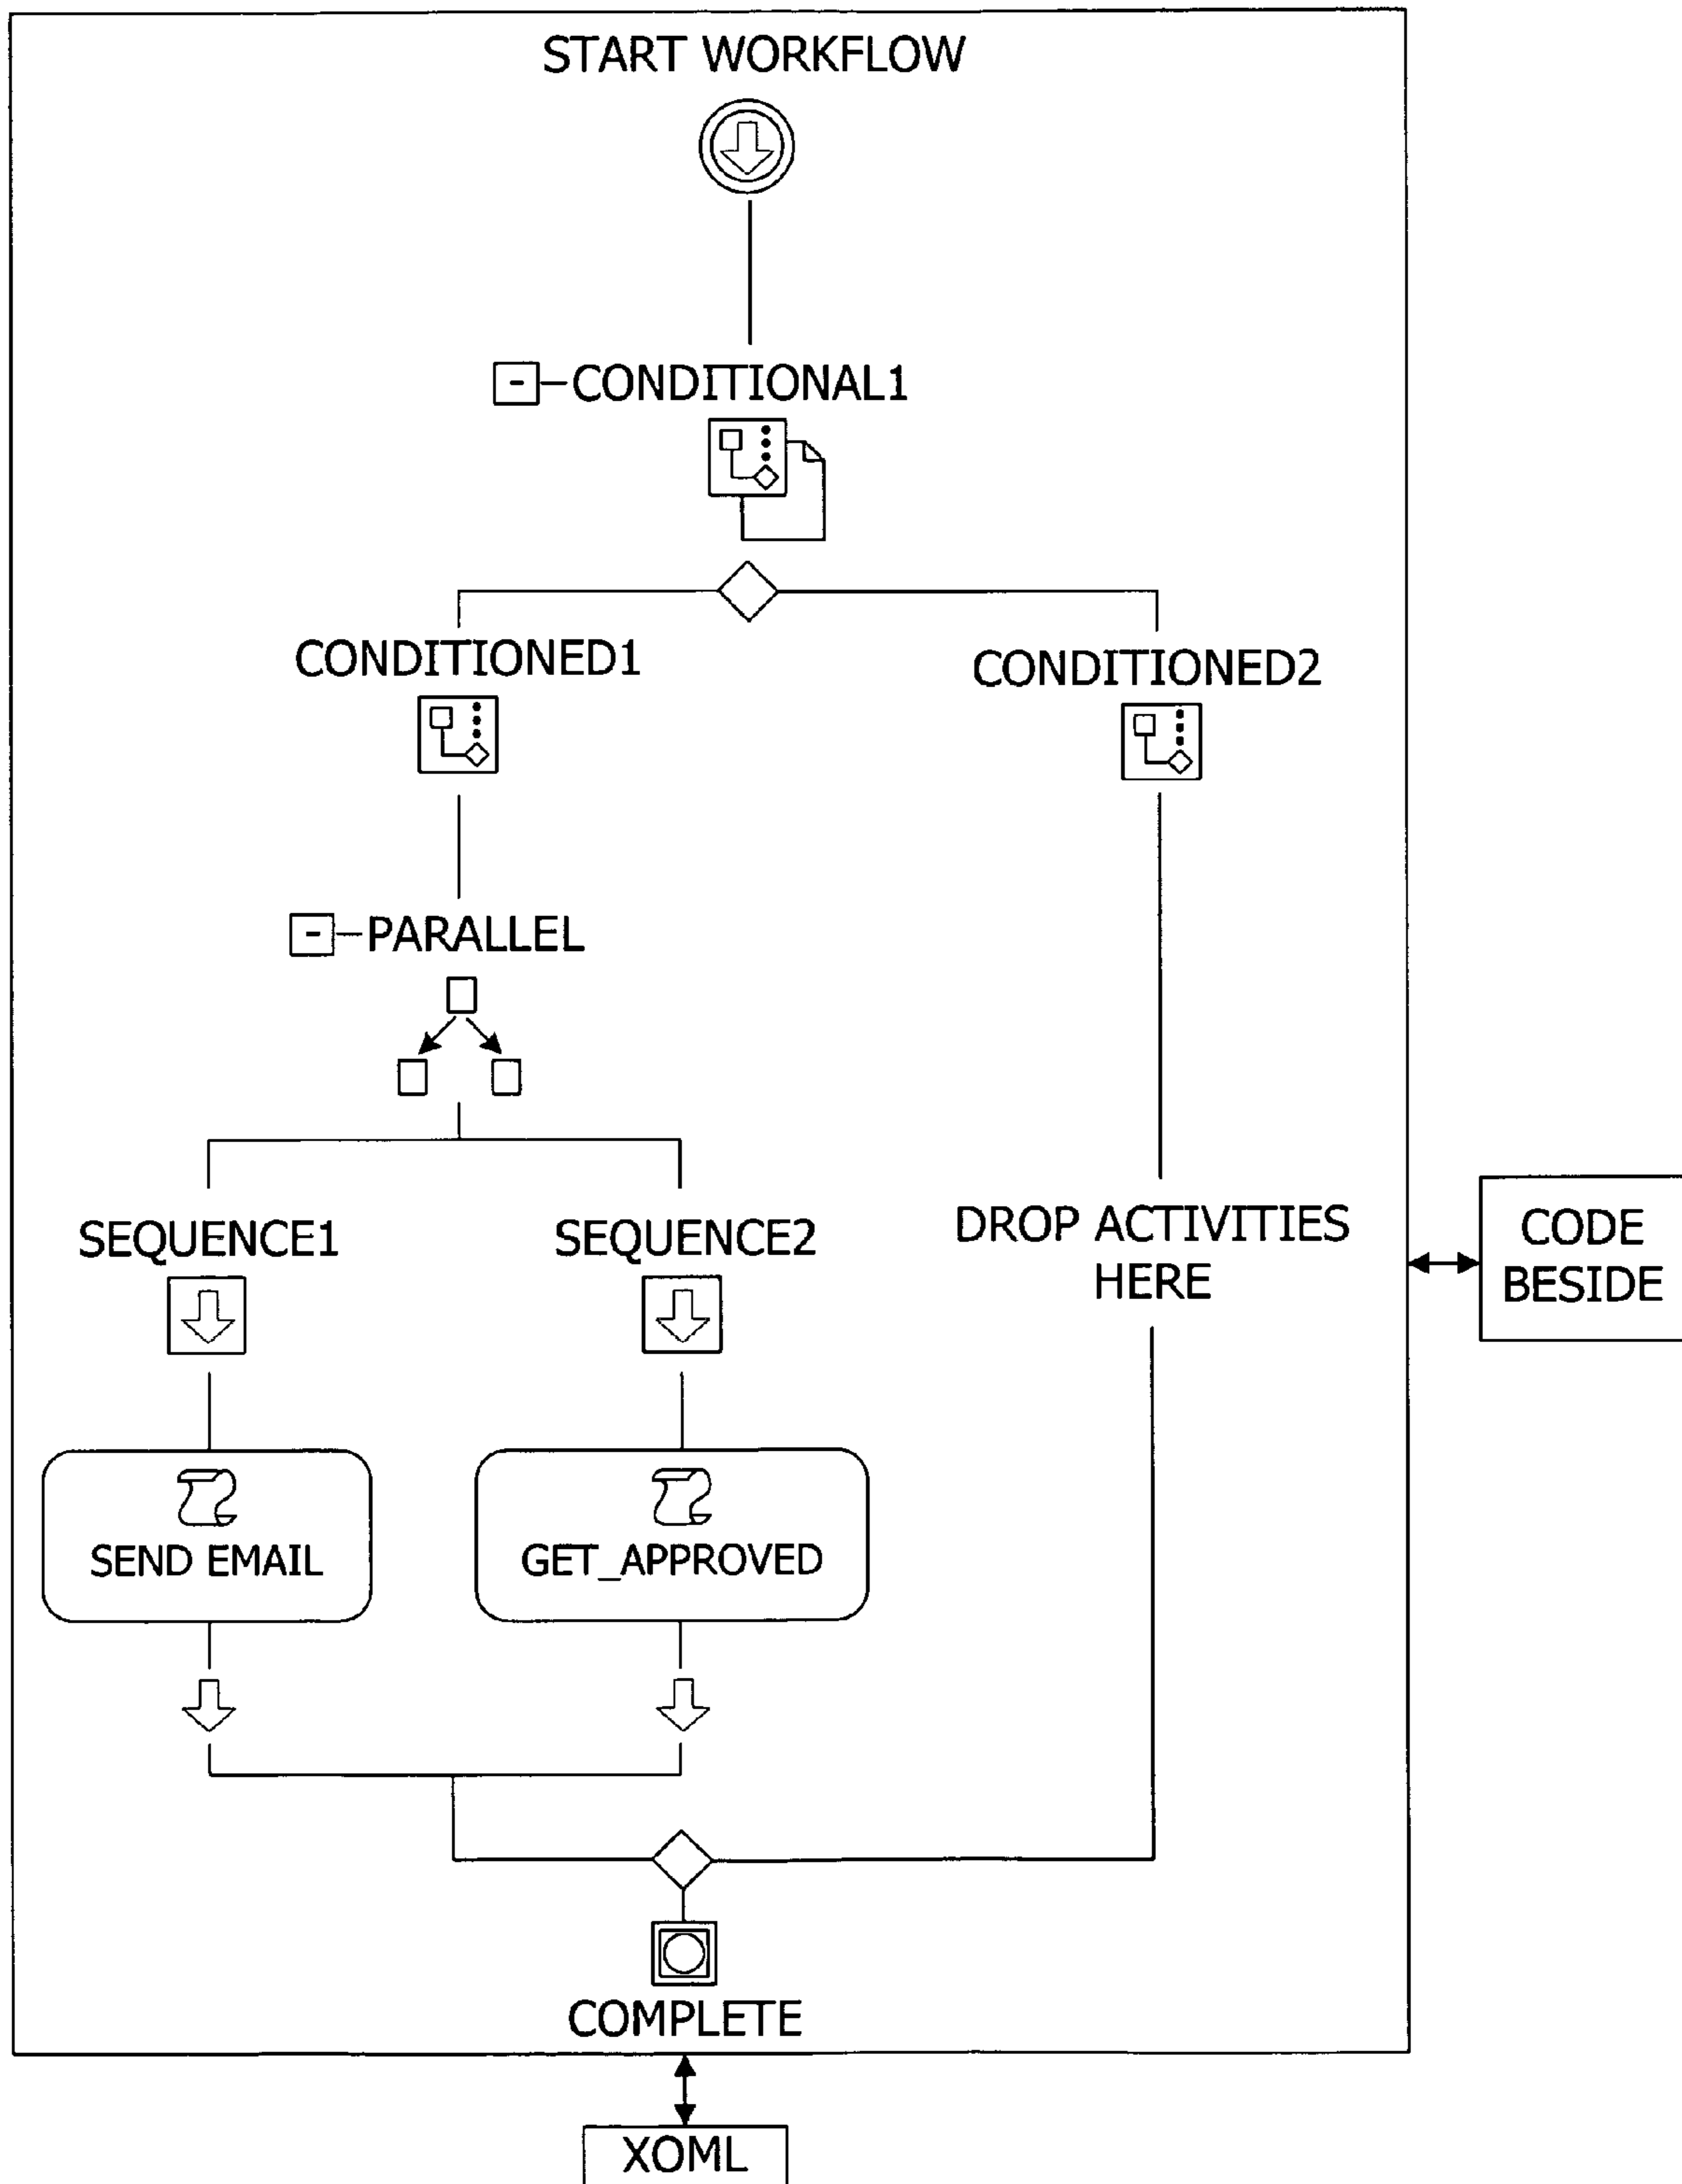 START WORKFLOW
CONDITIONAL1
CONDITIONED1
CONDITIONED2
PARALLEL
SEQUENCE1
SEQUENCE2
DROP ACTIVITIES
HERE
CODE
BESIDE
SEND EMAIL
GET_APPROVED
COMPLETE
XOML